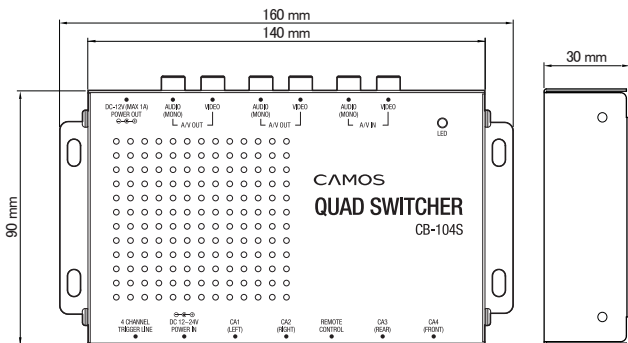 160 mm
140 mm
30 mm
90 mm
DC-12V (MAX 1A)
POWER OUT
AUDIO
(MONO)
VIDEO
A/V OUT
AUDIO
(MONO)
VIDEO
A/V OUT
AUDIO
(MONO)
VIDEO
A/V IN
LED
CAMOS
QUAD SWITCHER
CB-104S
4 CHANNEL
TRIGGER LINE
DC 12~24V
POWER IN
CA1
(LEFT)
CA2
(RIGHT)
REMOTE
CONTROL
CA3
(REAR)
CA4
(FRONT)